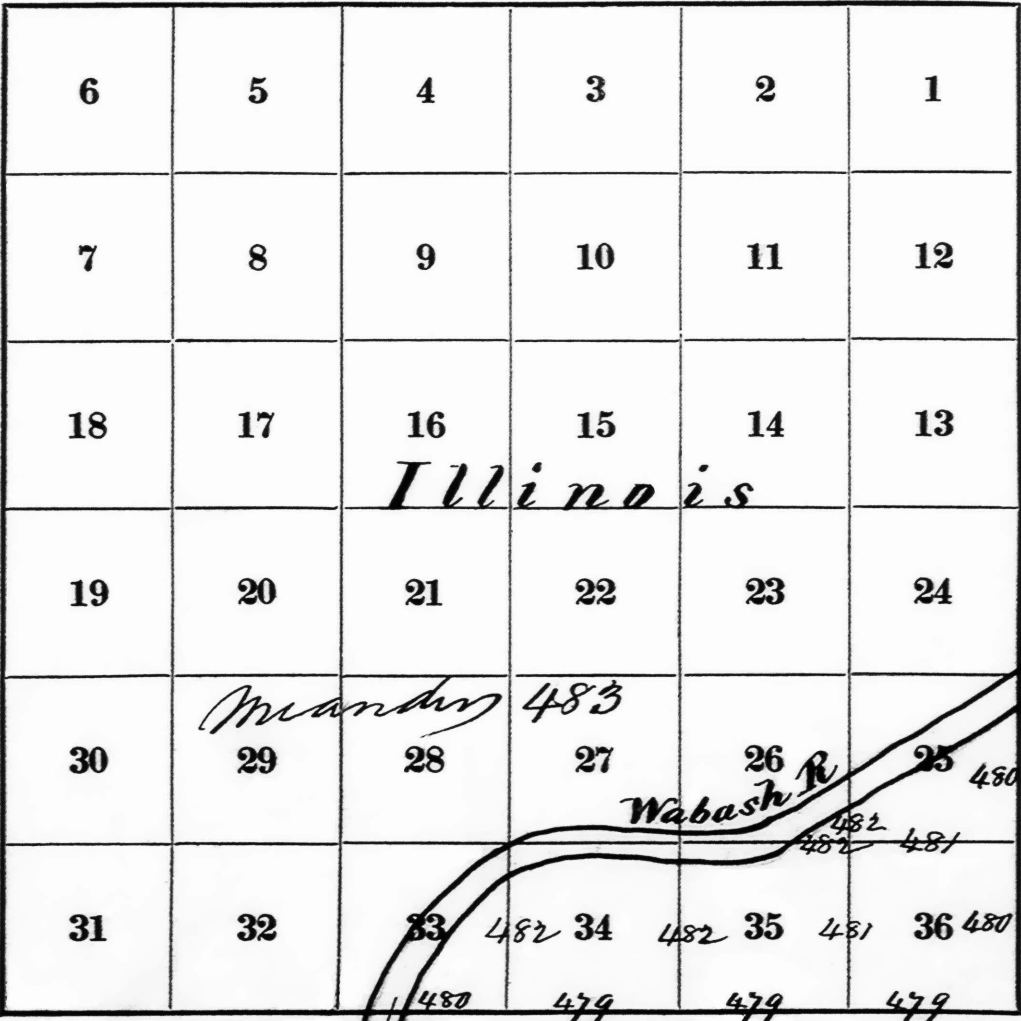 6 5 4 3 2 1
7 8 9 10 11 12
18 17 16 15 14 13
Illinois
19 20 21 22 23 24
Meanders 483
30 29 28 27 26 25
480
Wabash R
482
482 481
31 32 33 482 34 482 35 481 36 480
480 479 479 479